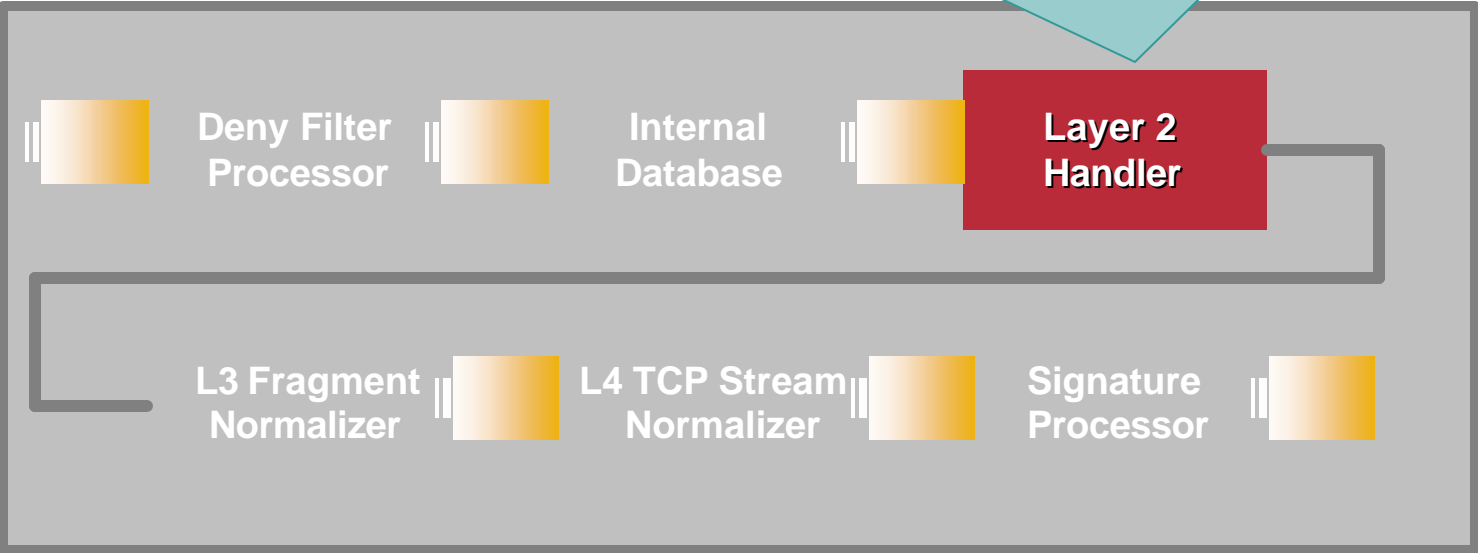 Deny Filter
Processor
Internal
Database
Layer 2
Handler
L3 Fragment
Normalizer
L4 TCP Stream
Normalizer
Signature
Processor